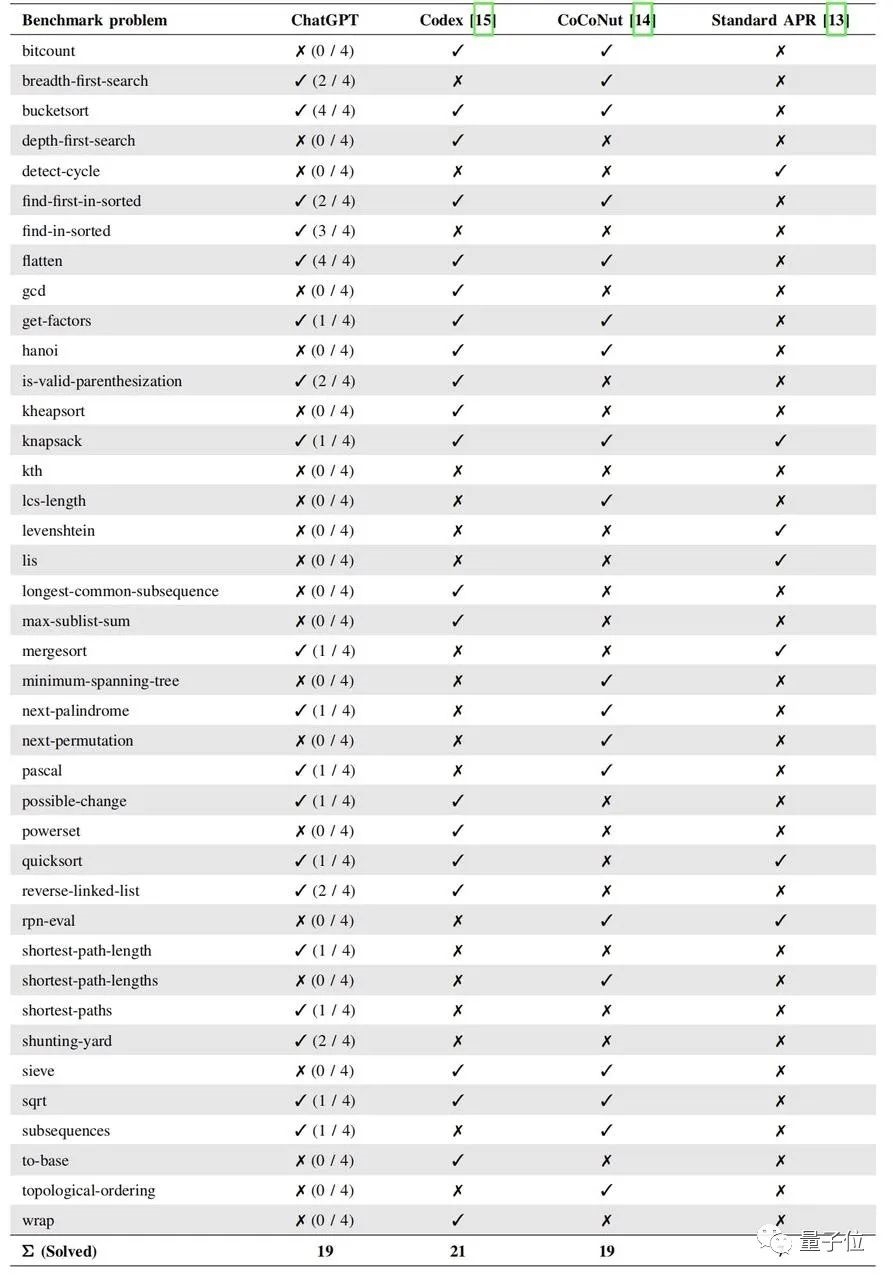 Benchmark problem ChatGPT Codex [15] CoCoNut [14] Standard APR [13]
bitcount ✗ (0 / 4) ✓ ✓ ✗
breadth-first-search ✓ (2 / 4) ✗ ✓ ✗
bucketsort ✓ (4 / 4) ✓ ✓ ✗
depth-first-search ✗ (0 / 4) ✓ ✗ ✗
detect-cycle ✗ (0 / 4) ✗ ✗ ✓
find-first-in-sorted ✓ (2 / 4) ✓ ✓ ✗
find-in-sorted ✓ (3 / 4) ✗ ✗ ✗
flatten ✓ (4 / 4) ✓ ✓ ✗
gcd ✗ (0 / 4) ✓ ✗ ✗
get-factors ✓ (1 / 4) ✓ ✓ ✗
hanoi ✗ (0 / 4) ✓ ✓ ✗
is-valid-parenthesization ✓ (2 / 4) ✓ ✗ ✗
kheapsort ✗ (0 / 4) ✓ ✗ ✗
knapsack ✓ (1 / 4) ✓ ✓ ✓
kth ✗ (0 / 4) ✗ ✗ ✗
lcs-length ✗ (0 / 4) ✗ ✓ ✗
levenshtein ✗ (0 / 4) ✗ ✗ ✓
lis ✗ (0 / 4) ✗ ✗ ✓
longest-common-subsequence ✗ (0 / 4) ✓ ✗ ✗
max-sublist-sum ✗ (0 / 4) ✓ ✗ ✗
mergesort ✓ (1 / 4) ✗ ✗ ✓
minimum-spanning-tree ✗ (0 / 4) ✗ ✓ ✗
next-palindrome ✓ (1 / 4) ✗ ✓ ✗
next-permutation ✗ (0 / 4) ✗ ✓ ✗
pascal ✓ (1 / 4) ✗ ✓ ✗
possible-change ✓ (1 / 4) ✓ ✗ ✗
powerset ✗ (0 / 4) ✓ ✗ ✗
quicksort ✓ (1 / 4) ✓ ✗ ✓
reverse-linked-list ✓ (2 / 4) ✓ ✗ ✗
rpn-eval ✗ (0 / 4) ✗ ✓ ✓
shortest-path-length ✓ (1 / 4) ✗ ✗ ✗
shortest-path-lengths ✗ (0 / 4) ✗ ✓ ✗
shortest-paths ✓ (1 / 4) ✗ ✗ ✗
shunting-yard ✓ (2 / 4) ✗ ✗ ✗
sieve ✗ (0 / 4) ✓ ✓ ✗
sqrt ✓ (1 / 4) ✓ ✓ ✗
subsequences ✓ (1 / 4) ✗ ✓ ✗
to-base ✗ (0 / 4) ✓ ✗ ✗
topological-ordering ✗ (0 / 4) ✗ ✓ ✗
wrap ✗ (0 / 4) ✓ ✗ ✗
Σ (Solved) 19 21 19
量子位